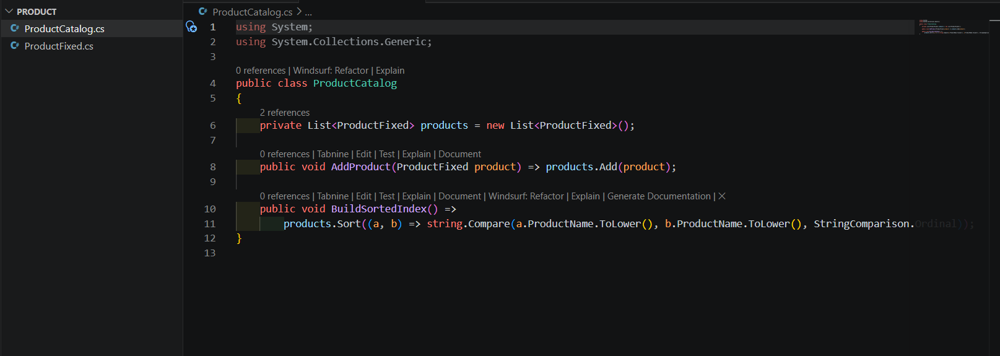 PRODUCT
ProductCatalog.cs
ProductFixed.cs
ProductCatalog.cs > ...
1 using System;
2 using System.Collections.Generic;
3
0 references | Windsurf: Refactor | Explain
4 public class ProductCatalog
5 {
2 references
6 private List<ProductFixed> products = new List<ProductFixed>();
7
0 references | Tabnine | Edit | Test | Explain | Document
8 public void AddProduct(ProductFixed product) => products.Add(product);
9
0 references | Tabnine | Edit | Test | Explain | Document | Windsurf: Refactor | Explain | Generate Documentation | ×
10 public void BuildSortedIndex() =>
11 products.Sort((a, b) => string.Compare(a.ProductName.ToLower(), b.ProductName.ToLower(), StringComparison.Ordinal));
12 }
13